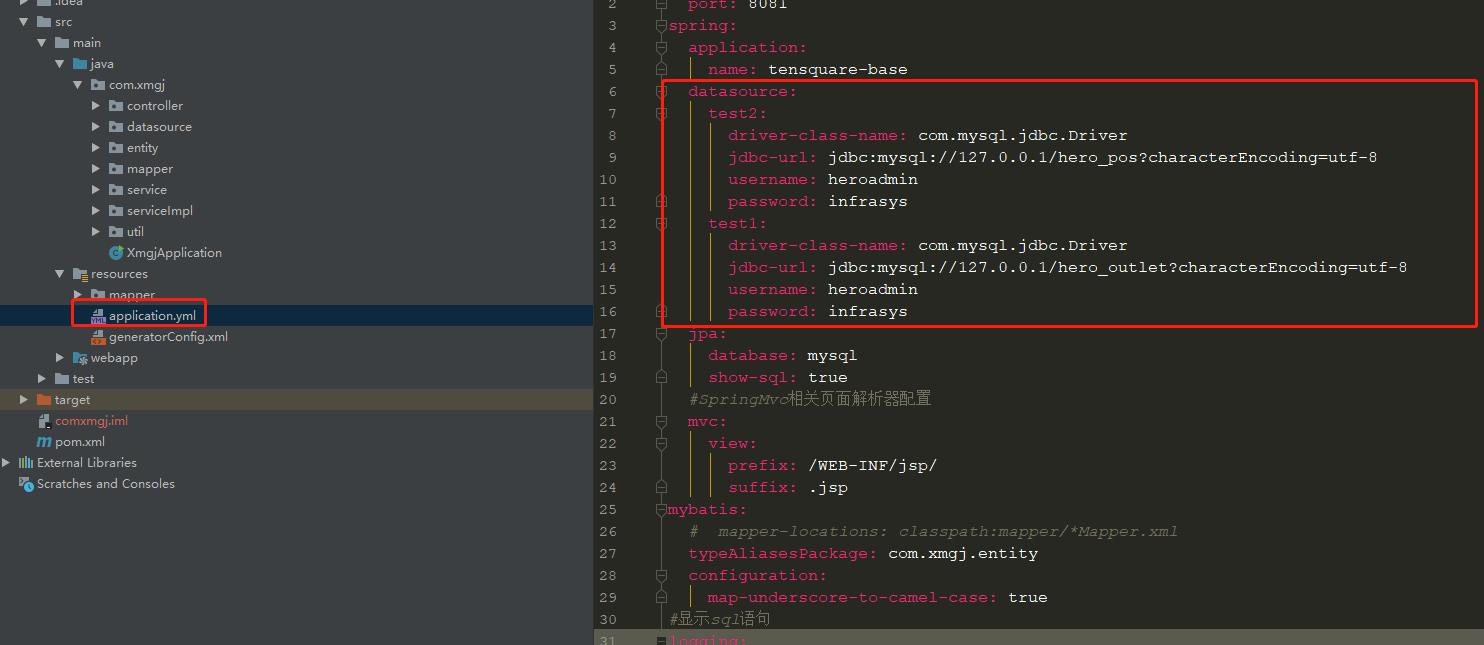 .idea
src
main
java
com.xmgj
controller
datasource
entity
mapper
service
serviceImpl
util
XmgjApplication
resources
mapper
application.yml
generatorConfig.xml
webapp
test
target
comxmgj.iml
pom.xml
External Libraries
Scratches and Consoles
2 port: 8081
3 spring:
4 application:
5 name: tensquare-base
6 datasource:
7 test2:
8 driver-class-name: com.mysql.jdbc.Driver
9 jdbc-url: jdbc:mysql://127.0.0.1/hero_pos?characterEncoding=utf-8
10 username: heroadmin
11 password: infrasys
12 test1:
13 driver-class-name: com.mysql.jdbc.Driver
14 jdbc-url: jdbc:mysql://127.0.0.1/hero_outlet?characterEncoding=utf-8
15 username: heroadmin
16 password: infrasys
17 jpa:
18 database: mysql
19 show-sql: true
20 #SpringMvc相关页面解析器配置
21 mvc:
22 view:
23 prefix: /WEB-INF/jsp/
24 suffix: .jsp
25 mybatis:
26 # mapper-locations: classpath:mapper/*Mapper.xml
27 typeAliasesPackage: com.xmgj.entity
28 configuration:
29 map-underscore-to-camel-case: true
30 #显示sql语句
31 logging: